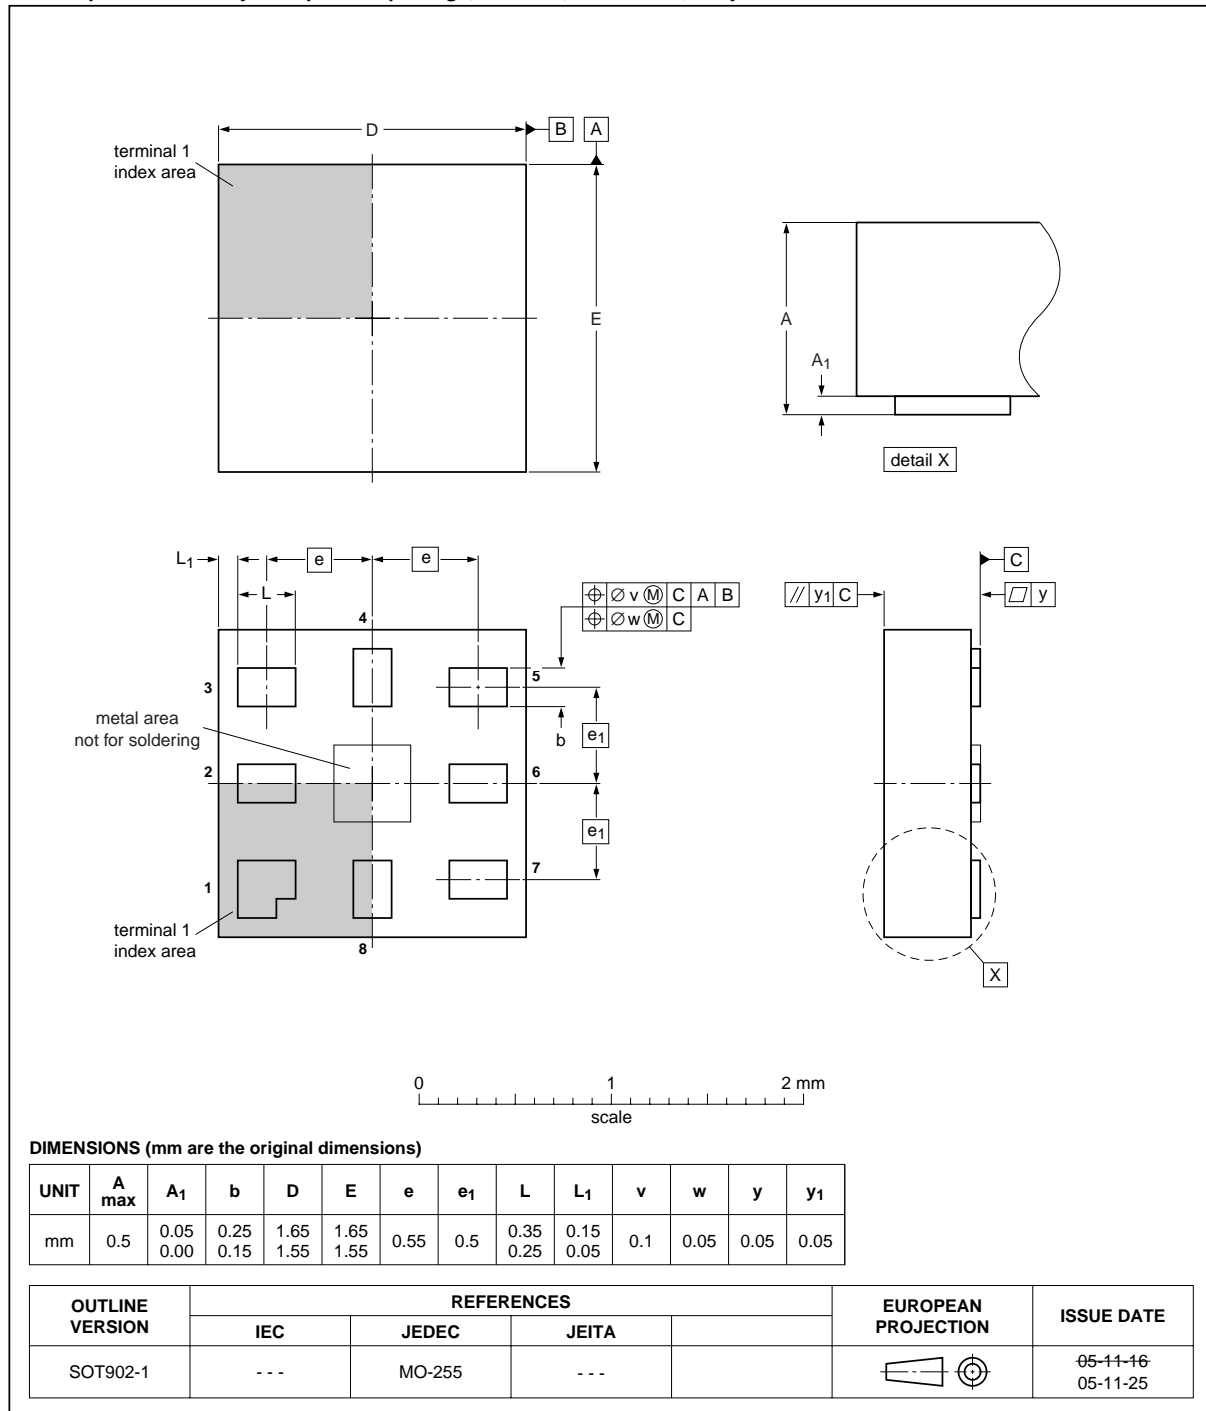 D
B A
terminal 1
index area
E
A
A1
detail X
L1
e e
L
4
⌖ ∅ v Ⓜ C A B
⌖ ∅ w Ⓜ C
C
// y1 C
⏥ y
3
5
metal area
not for soldering
b
e1
2
6
e1
1
7
terminal 1
index area
8
X
0 1 2 mm
scale
DIMENSIONS (mm are the original dimensions)
UNIT A max A1 b D E e e1 L L1 v w y y1
mm 0.5 0.05 0.00 0.25 0.15 1.65 1.55 1.65 1.55 0.55 0.5 0.35 0.25 0.15 0.05 0.1 0.05 0.05 0.05
OUTLINE VERSION REFERENCES EUROPEAN PROJECTION ISSUE DATE
IEC JEDEC JEITA
SOT902-1 - - - MO-255 - - - 05-11-16
05-11-25